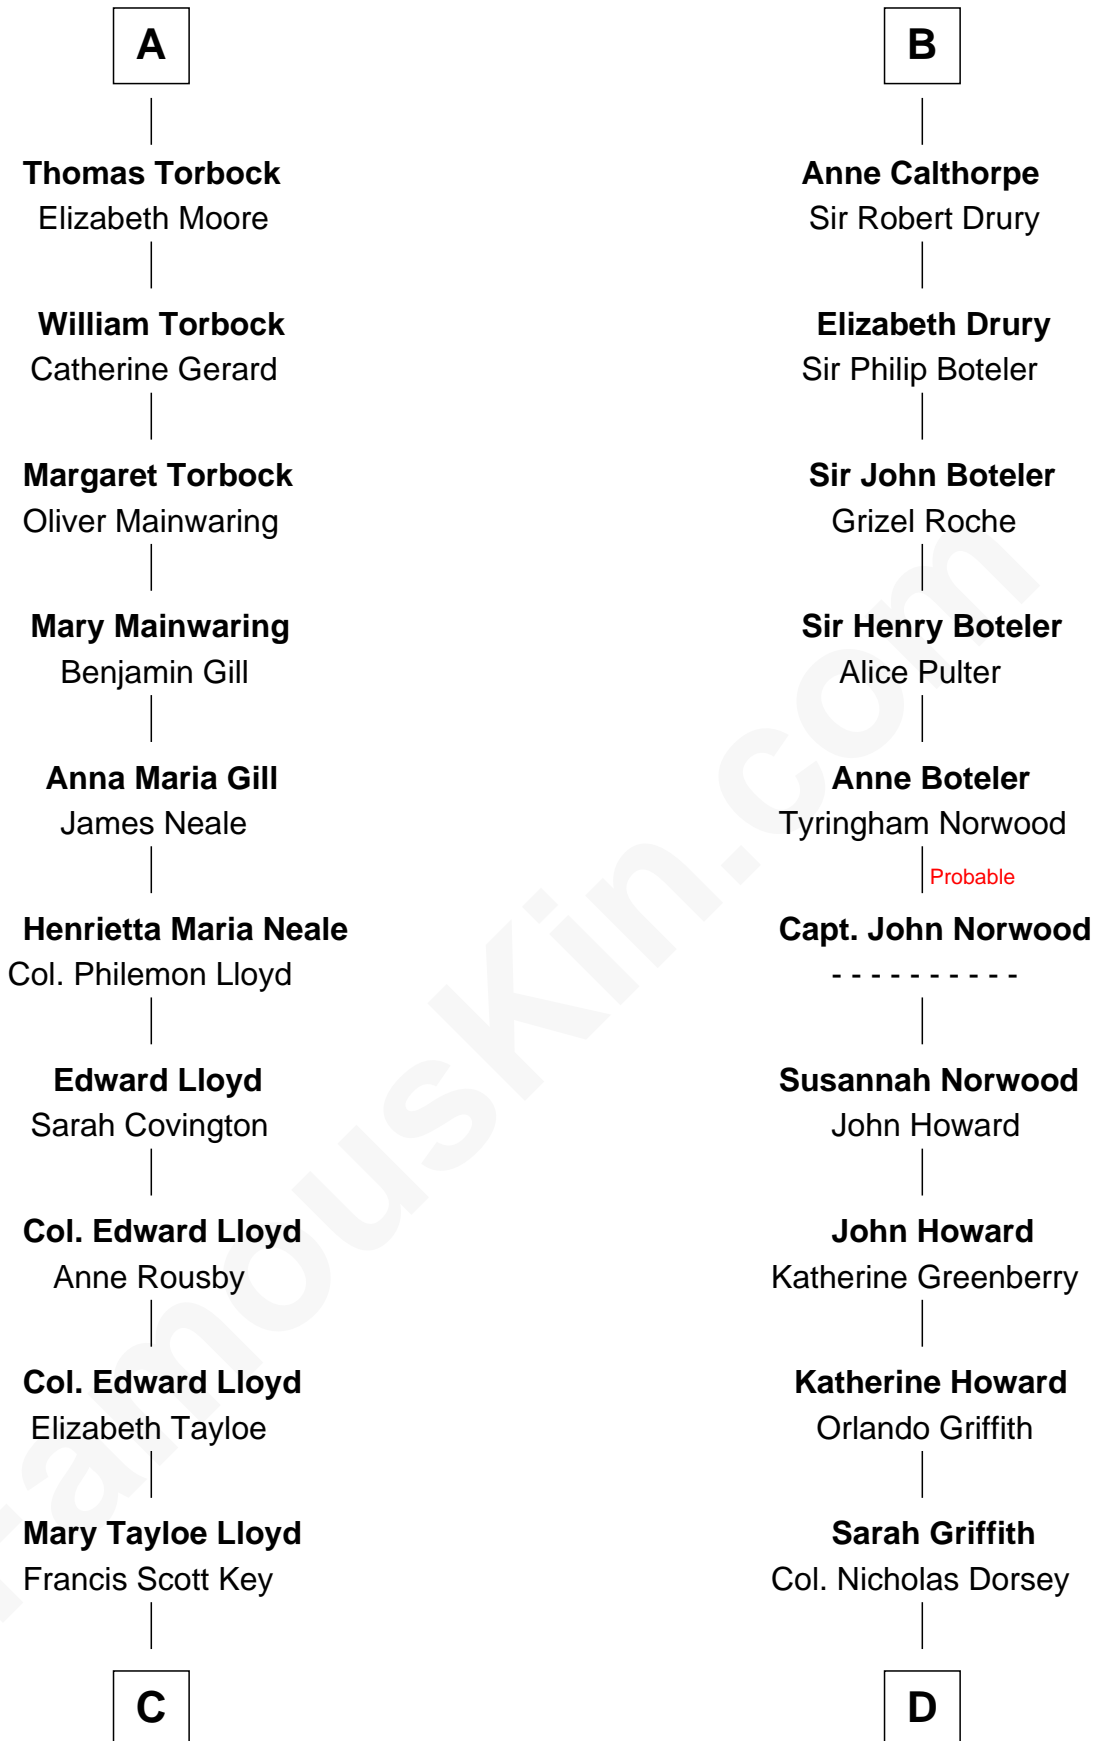 A
Thomas Torbock
Elizabeth Moore
William Torbock
Catherine Gerard
Margaret Torbock
Oliver Mainwaring
Mary Mainwaring
Benjamin Gill
Anna Maria Gill
James Neale
Henrietta Maria Neale
Col. Philemon Lloyd
Edward Lloyd
Sarah Covington
Col. Edward Lloyd
Anne Rousby
Col. Edward Lloyd
Elizabeth Tayloe
Mary Tayloe Lloyd
Francis Scott Key
C
B
Anne Calthorpe
Sir Robert Drury
Elizabeth Drury
Sir Philip Boteler
Sir John Boteler
Grizel Roche
Sir Henry Boteler
Alice Pulter
Anne Boteler
Tyringham Norwood
Probable
Capt. John Norwood
- - - - - - - - - -
Susannah Norwood
John Howard
John Howard
Katherine Greenberry
Katherine Howard
Orlando Griffith
Sarah Griffith
Col. Nicholas Dorsey
D
FamousKin.com